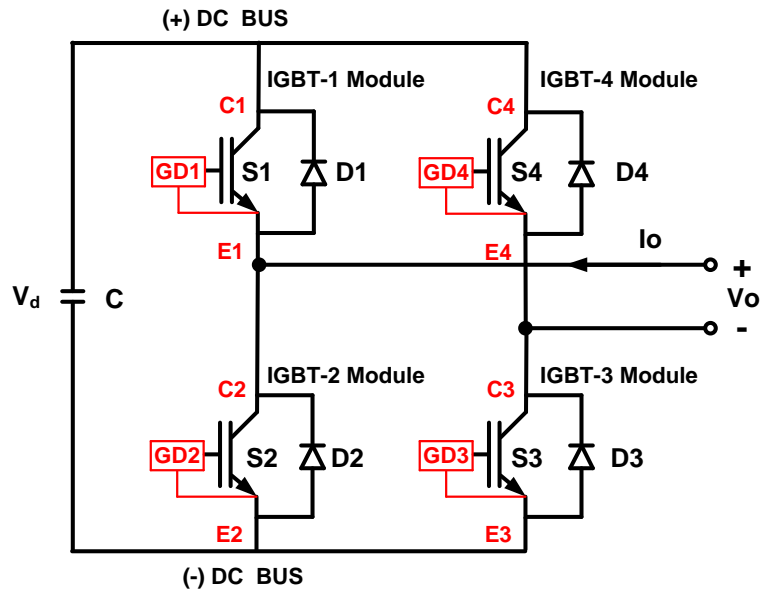 (+) DC BUS
IGBT-1 Module
IGBT-4 Module
C1
C4
GD1
S1
D1
GD4
S4
D4
E1
E4
Io
+
Vd
C
Vo
-
IGBT-2 Module
IGBT-3 Module
C2
C3
GD2
S2
D2
GD3
S3
D3
E2
E3
(-) DC BUS